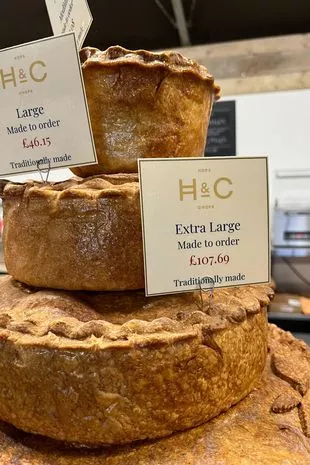 H&C
Large
Made to order
£46.15
Traditionally made
H&C
Extra Large
Made to order
£107.69
Traditionally made